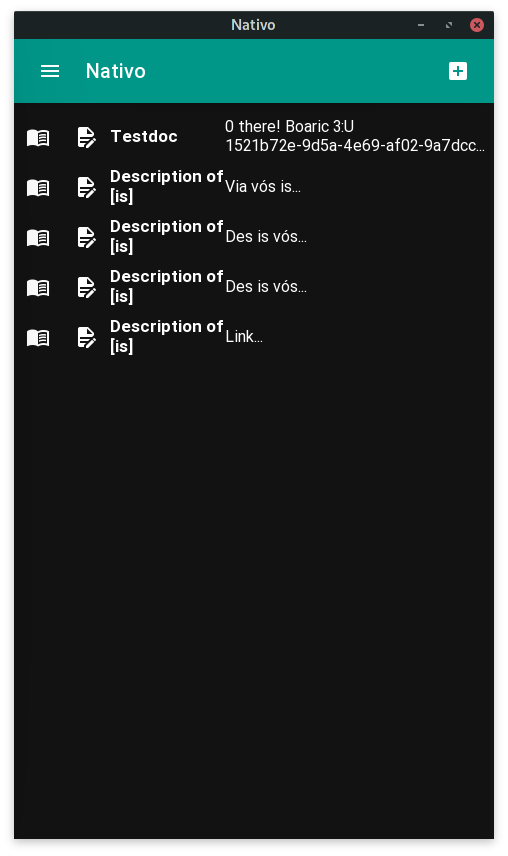 Nativo
Nativo
Testdoc
0 there! Boaric 3:U
1521b72e-9d5a-4e69-af02-9a7dcc...
Description of
[is]
Via vós is...
Description of
[is]
Des is vós...
Description of
[is]
Des is vós...
Description of
[is]
Link...